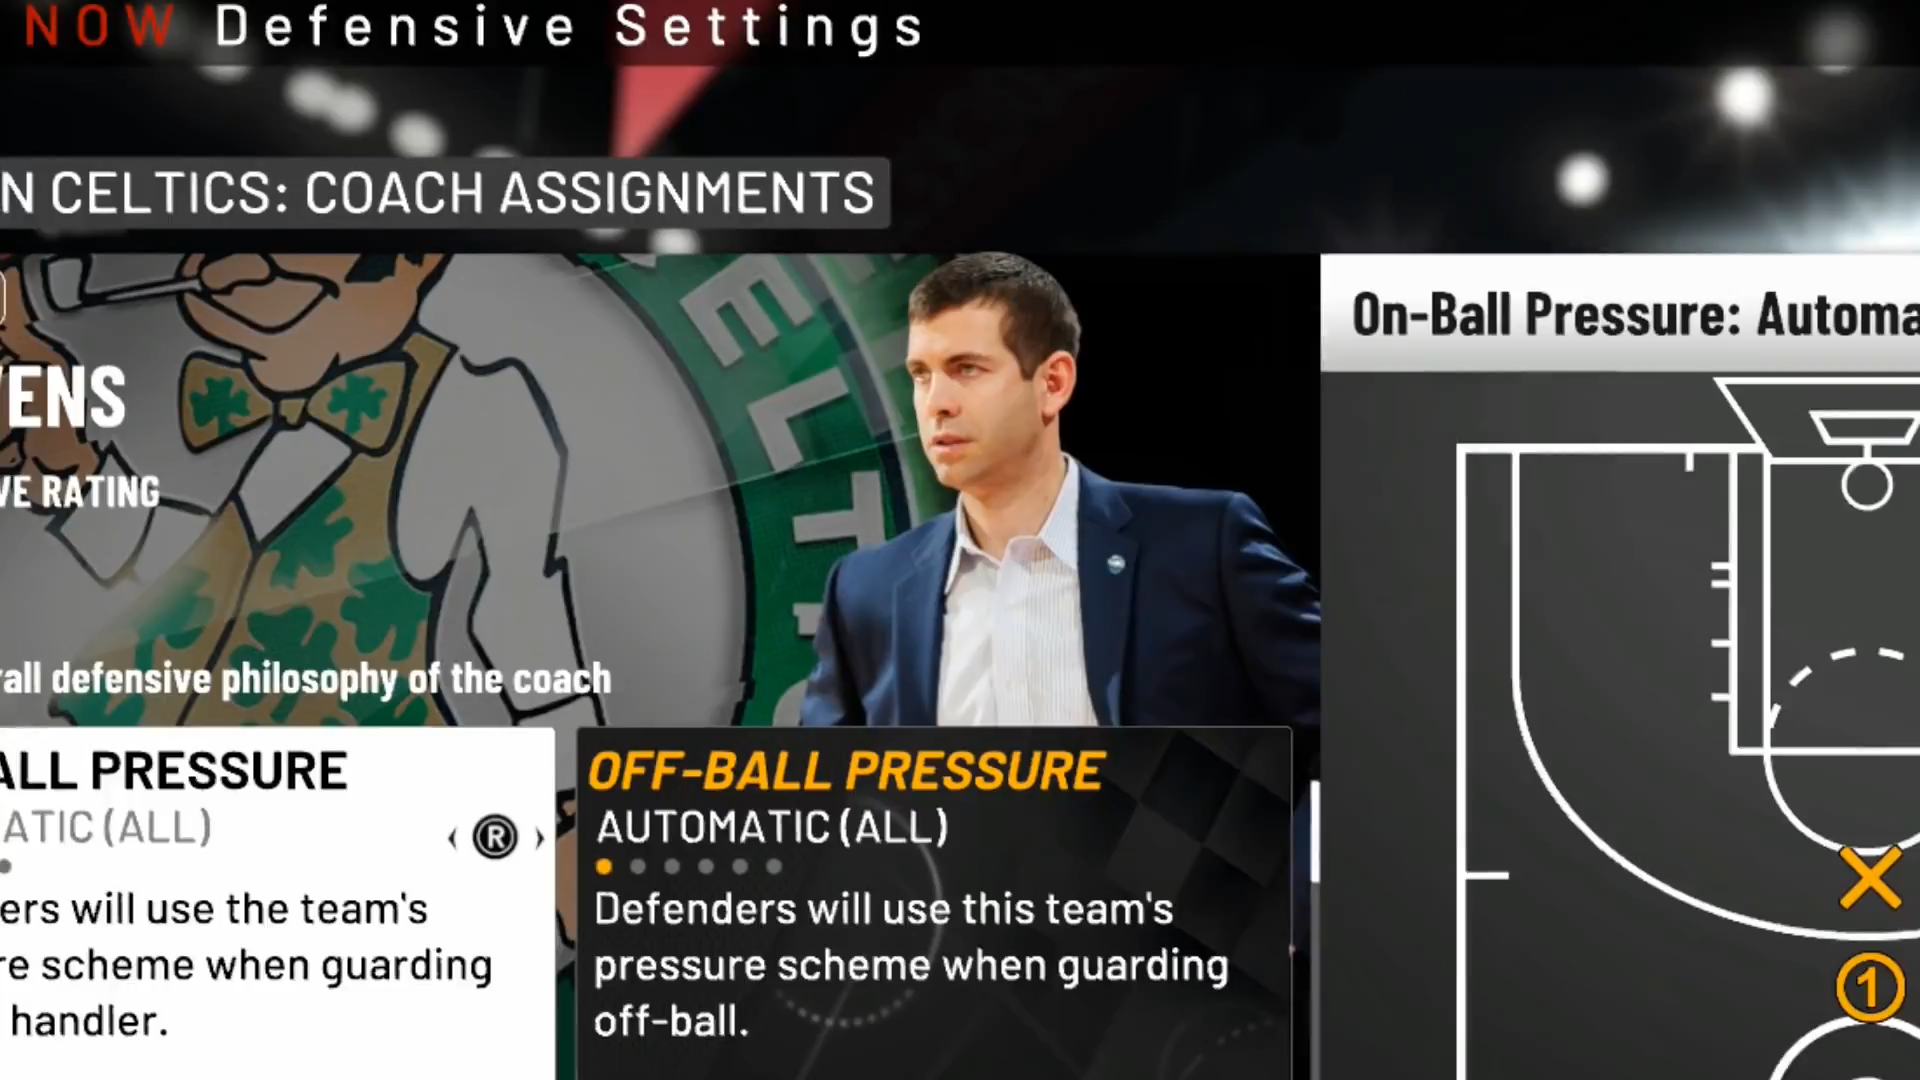 NOW Defensive Settings
N CELTICS: COACH ASSIGNMENTS
ELT
On-Ball Pressure: Automa
VENS
VE RATING
rall defensive philosophy of the coach
ALL PRESSURE
ATIC (ALL)
R
ers will use the team's
re scheme when guarding
handler.
OFF-BALL PRESSURE
AUTOMATIC (ALL)
Defenders will use this team's
pressure scheme when guarding
off-ball.
1